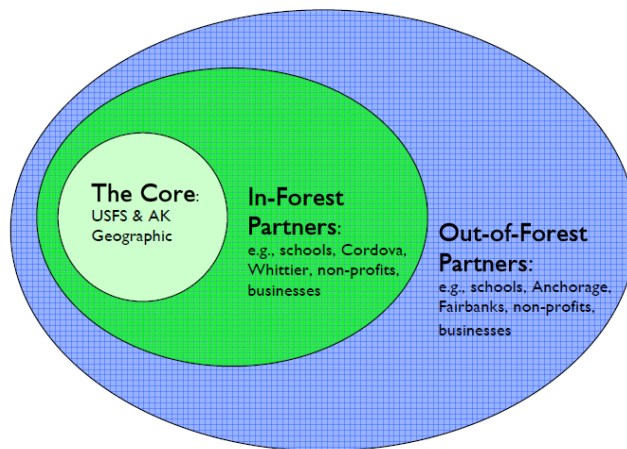 The Core:
USFS & AK
Geographic
In-Forest
Partners:
e.g., schools, Cordova,
Whittier, non-profits,
businesses
Out-of-Forest
Partners:
e.g., schools, Anchorage,
Fairbanks, non-profits,
businesses